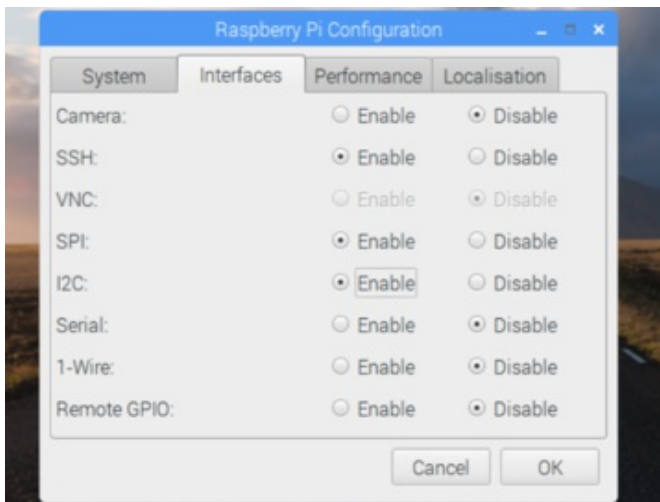 Raspberry Pi Configuration
System Interfaces Performance Localisation
Camera: Enable Disable
SSH: Enable Disable
VNC: Enable Disable
SPI: Enable Disable
I2C: Enable Disable
Serial: Enable Disable
1-Wire: Enable Disable
Remote GPIO: Enable Disable
Cancel OK